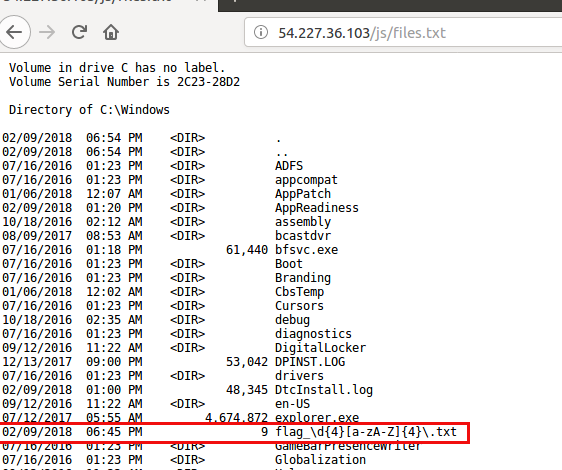 54.227.36.103/js/files.txt
Volume in drive C has no label.
Volume Serial Number is 2C23-28D2
Directory of C:\Windows
02/09/2018 06:54 PM <DIR> .
02/09/2018 06:54 PM <DIR> ..
07/16/2016 01:23 PM <DIR> ADFS
07/16/2016 01:23 PM <DIR> appcompat
01/06/2018 12:07 AM <DIR> AppPatch
02/09/2018 01:20 PM <DIR> AppReadiness
10/18/2016 02:12 AM <DIR> assembly
08/09/2017 08:53 AM <DIR> bcastdvr
07/16/2016 01:18 PM 61,440 bfsvc.exe
07/16/2016 01:23 PM <DIR> Boot
07/16/2016 01:23 PM <DIR> Branding
01/06/2018 12:02 AM <DIR> CbsTemp
07/16/2016 01:23 PM <DIR> Cursors
10/18/2016 02:35 AM <DIR> debug
07/16/2016 01:23 PM <DIR> diagnostics
09/12/2016 11:22 AM <DIR> DigitalLocker
12/13/2017 09:00 PM 53,042 DPINST.LOG
07/16/2016 01:23 PM <DIR> drivers
02/09/2018 01:00 PM 48,345 DtcInstall.log
09/12/2016 11:22 AM <DIR> en-US
07/12/2017 05:55 AM 4,674,872 explorer.exe
02/09/2018 06:45 PM 9 flag_\d{4}[a-zA-Z]{4}\.txt
07/16/2016 01:23 PM <DIR> GameBarPresenceWriter
07/16/2016 01:23 PM <DIR> Globalization